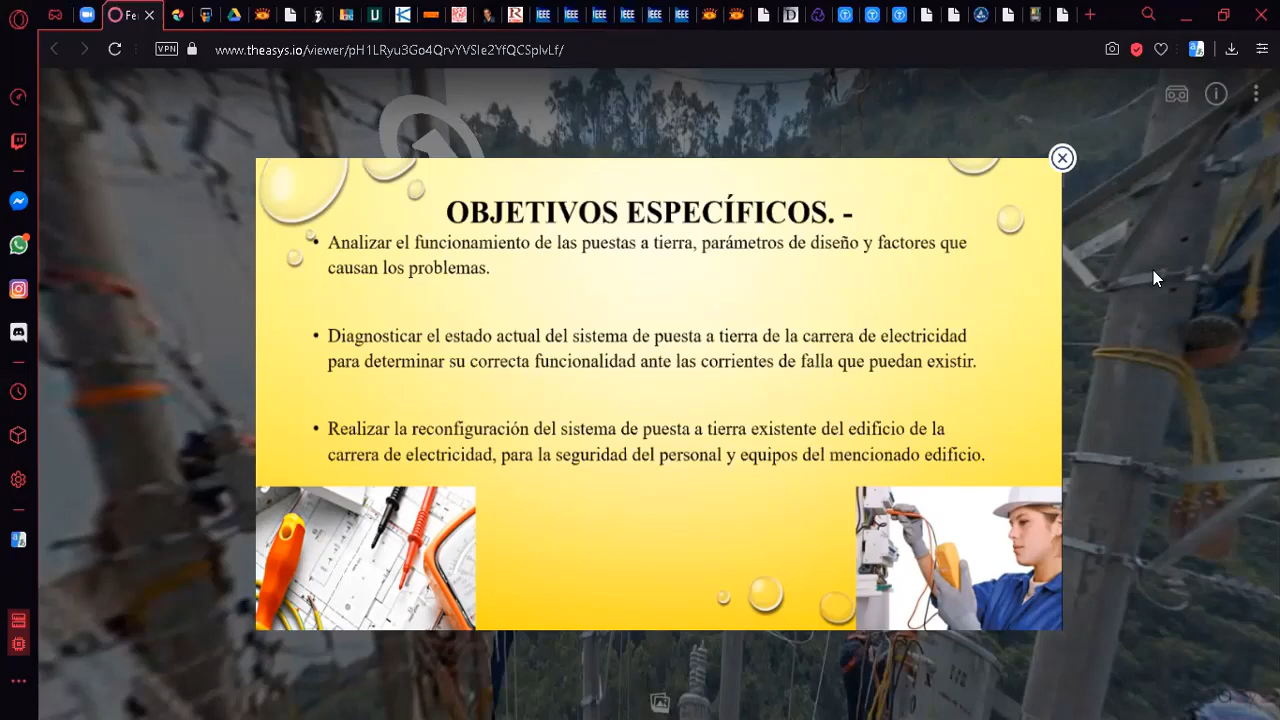 Fe
VPN
www.theasys.io/viewer/pH1LRyu3Go4QrvYVSle2YfQCSplvLf/
OBJETIVOS ESPECÍFICOS. -
• Analizar el funcionamiento de las puestas a tierra, parámetros de diseño y factores que
causan los problemas.
• Diagnosticar el estado actual del sistema de puesta a tierra de la carrera de electricidad
para determinar su correcta funcionalidad ante las corrientes de falla que puedan existir.
• Realizar la reconfiguración del sistema de puesta a tierra existente del edificio de la
carrera de electricidad, para la seguridad del personal y equipos del mencionado edificio.